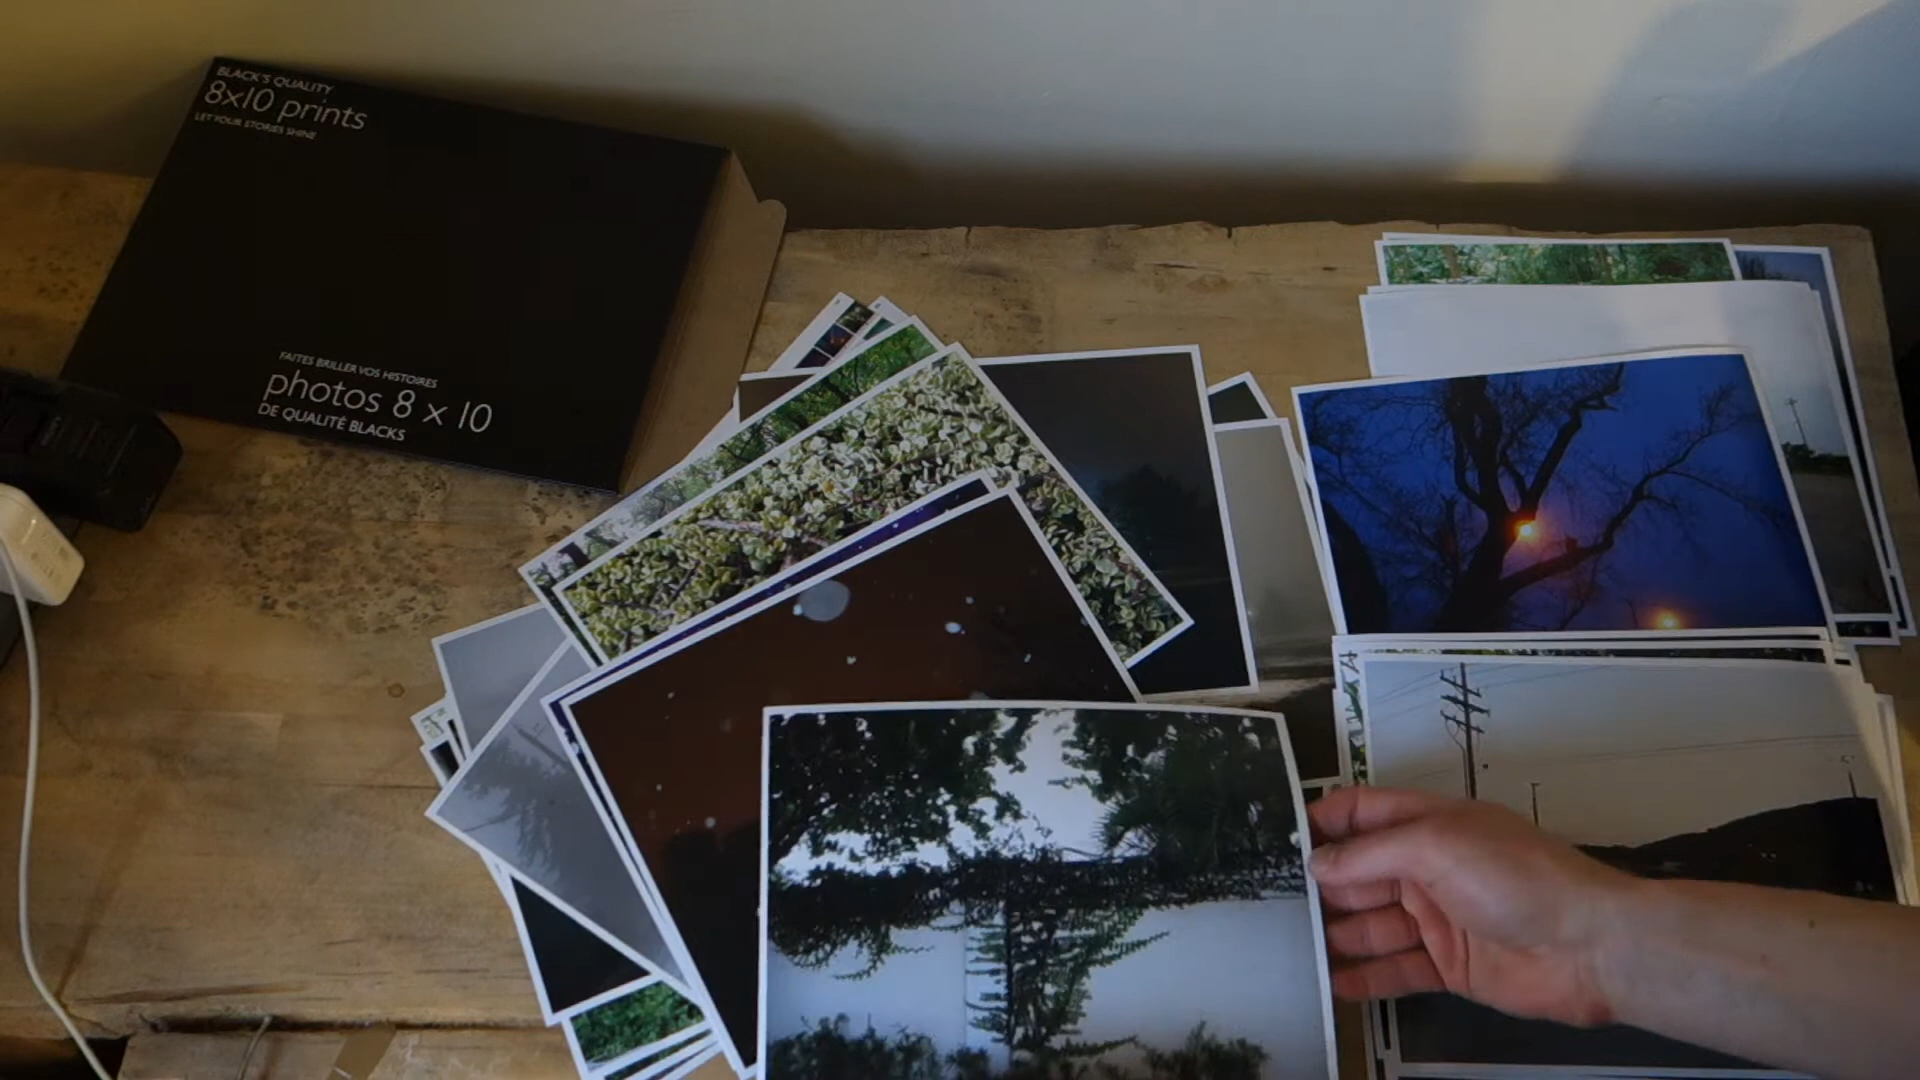 BLACK'S QUALITY
8x10 prints
LET YOUR STORIES SHINE
FAITES BRILLER VOS HISTOIRES
photos 8 x 10
DE QUALITÉ BLACKS